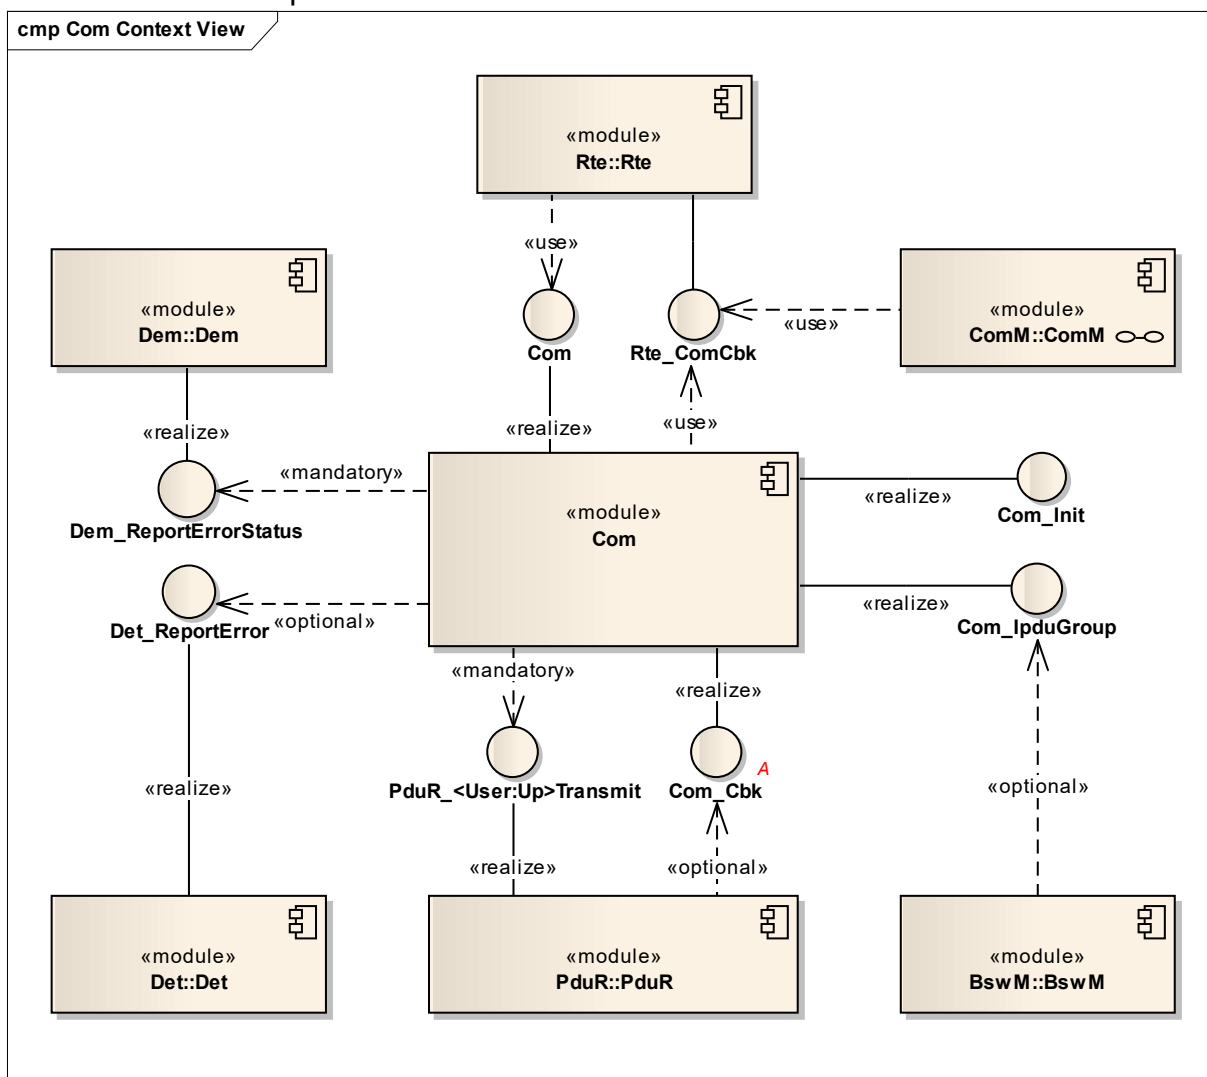 cmp Com Context View
«module»
Rte::Rte
«use»
«module»
Dem::Dem
«module»
ComM::ComM
Com
Rte_ComCbk
«use»
«realize»
«realize»
«use»
«mandatory»
Dem_ReportErrorStatus
«module»
Com
«realize»
Com_Init
Det_ReportError
«optional»
«realize»
Com_IpduGroup
«mandatory»
«realize»
PduR_<User:Up>Transmit
Com_Cbk
A
«realize»
«optional»
«realize»
«optional»
«module»
Det::Det
«module»
PduR::PduR
«module»
BswM::BswM